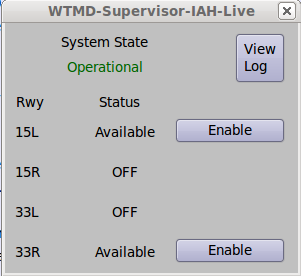 WTMD-Supervisor-IAH-Live
System State
Operational
View
Log
Rwy Status
15L Available Enable
15R OFF
33L OFF
33R Available Enable